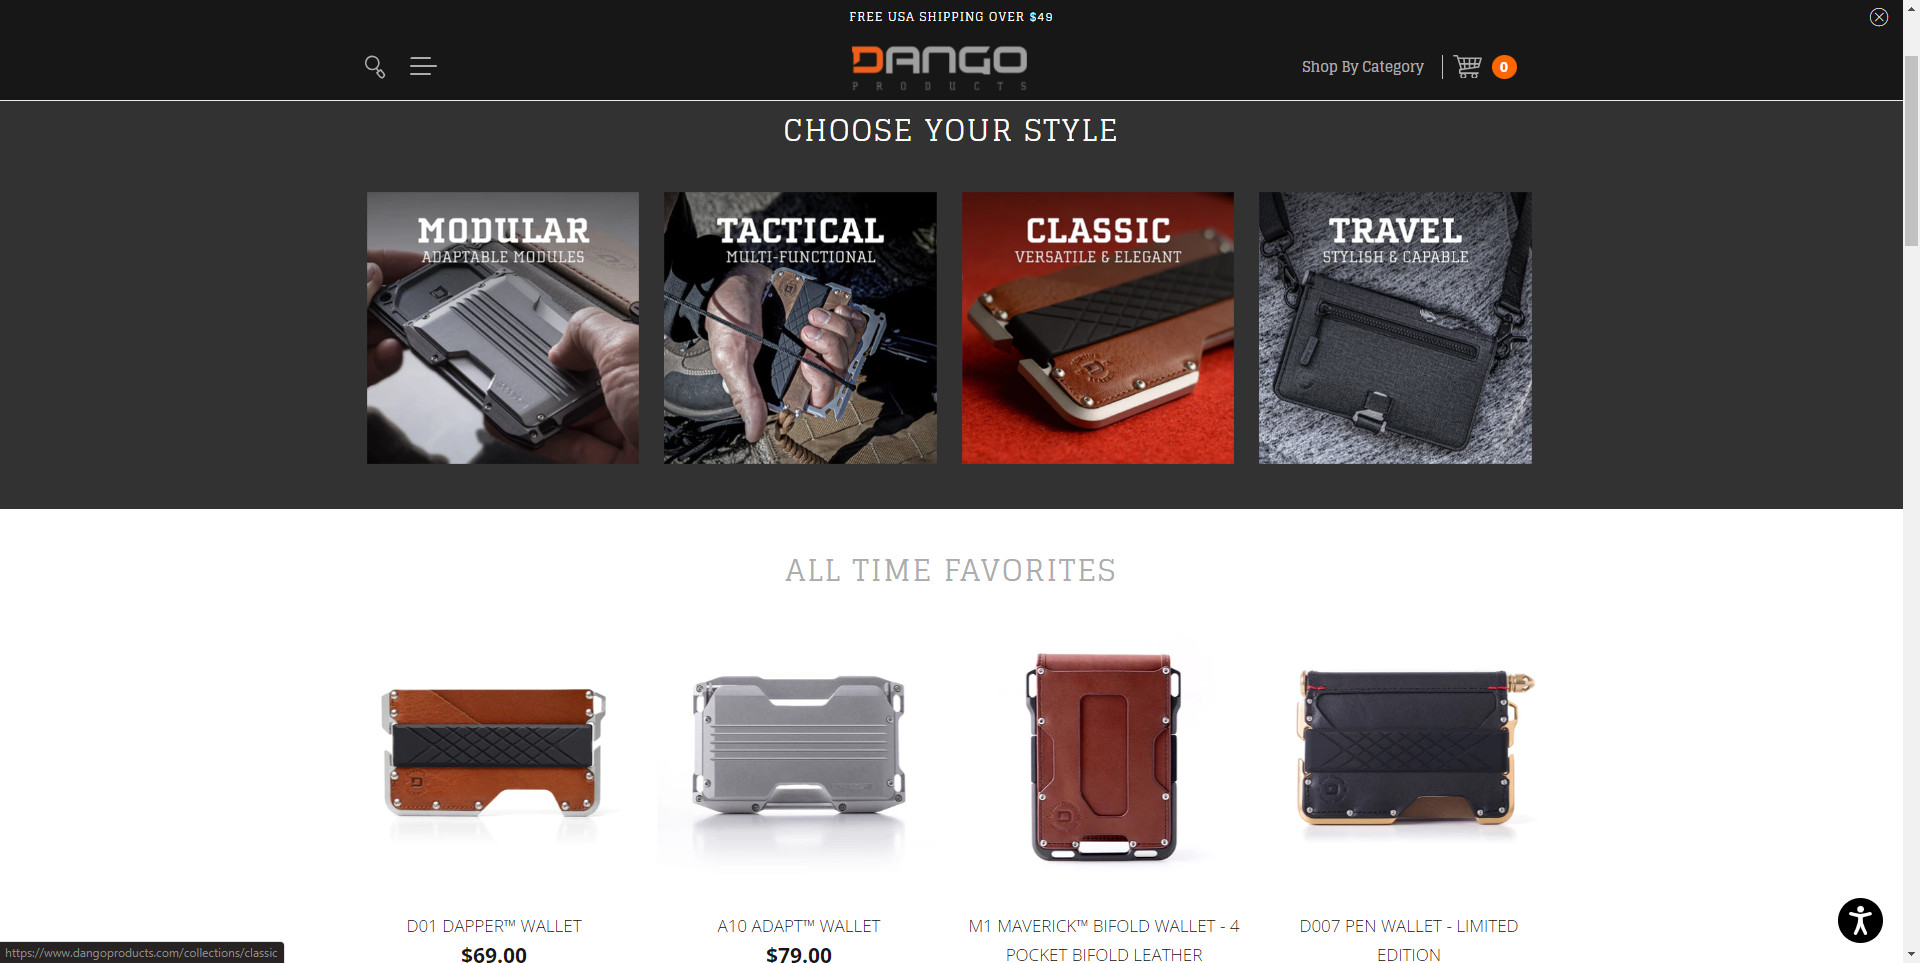 FREE USA SHIPPING OVER $49
DANGO
PRODUCTS
Shop By Category
0
CHOOSE YOUR STYLE
MODULAR
ADAPTABLE MODULES
TACTICAL
MULTI-FUNCTIONAL
CLASSIC
VERSATILE & ELEGANT
TRAVEL
STYLISH & CAPABLE
ALL TIME FAVORITES
D01 DAPPER™ WALLET
$69.00
A10 ADAPT™ WALLET
$79.00
M1 MAVERICK™ BIFOLD WALLET - 4
POCKET BIFOLD LEATHER
D007 PEN WALLET - LIMITED
EDITION
https://www.dangoproducts.com/collections/classic